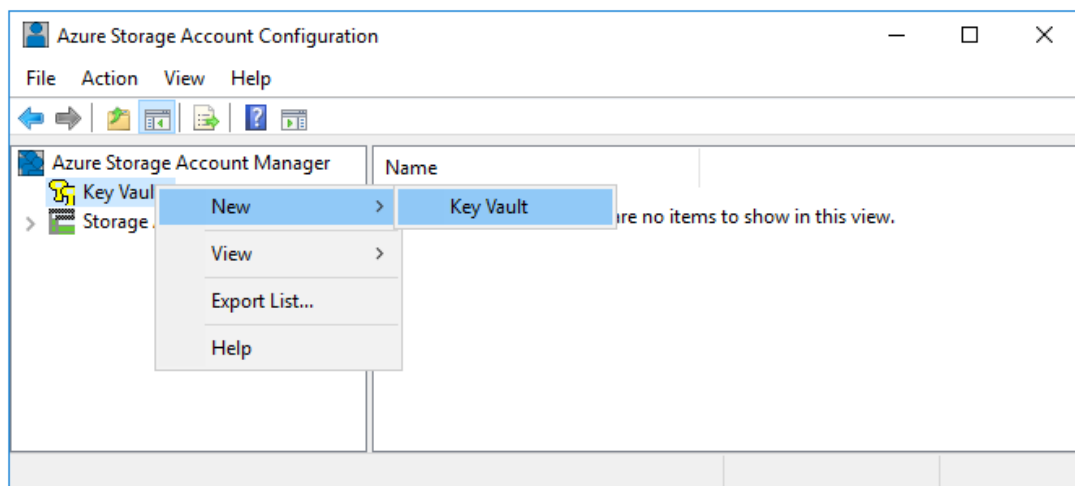 Azure Storage Account Configuration
File Action View Help
Azure Storage Account Manager
Name
Key Vaul
New
Key Vault
re no items to show in this view.
Storage
View
Export List...
Help